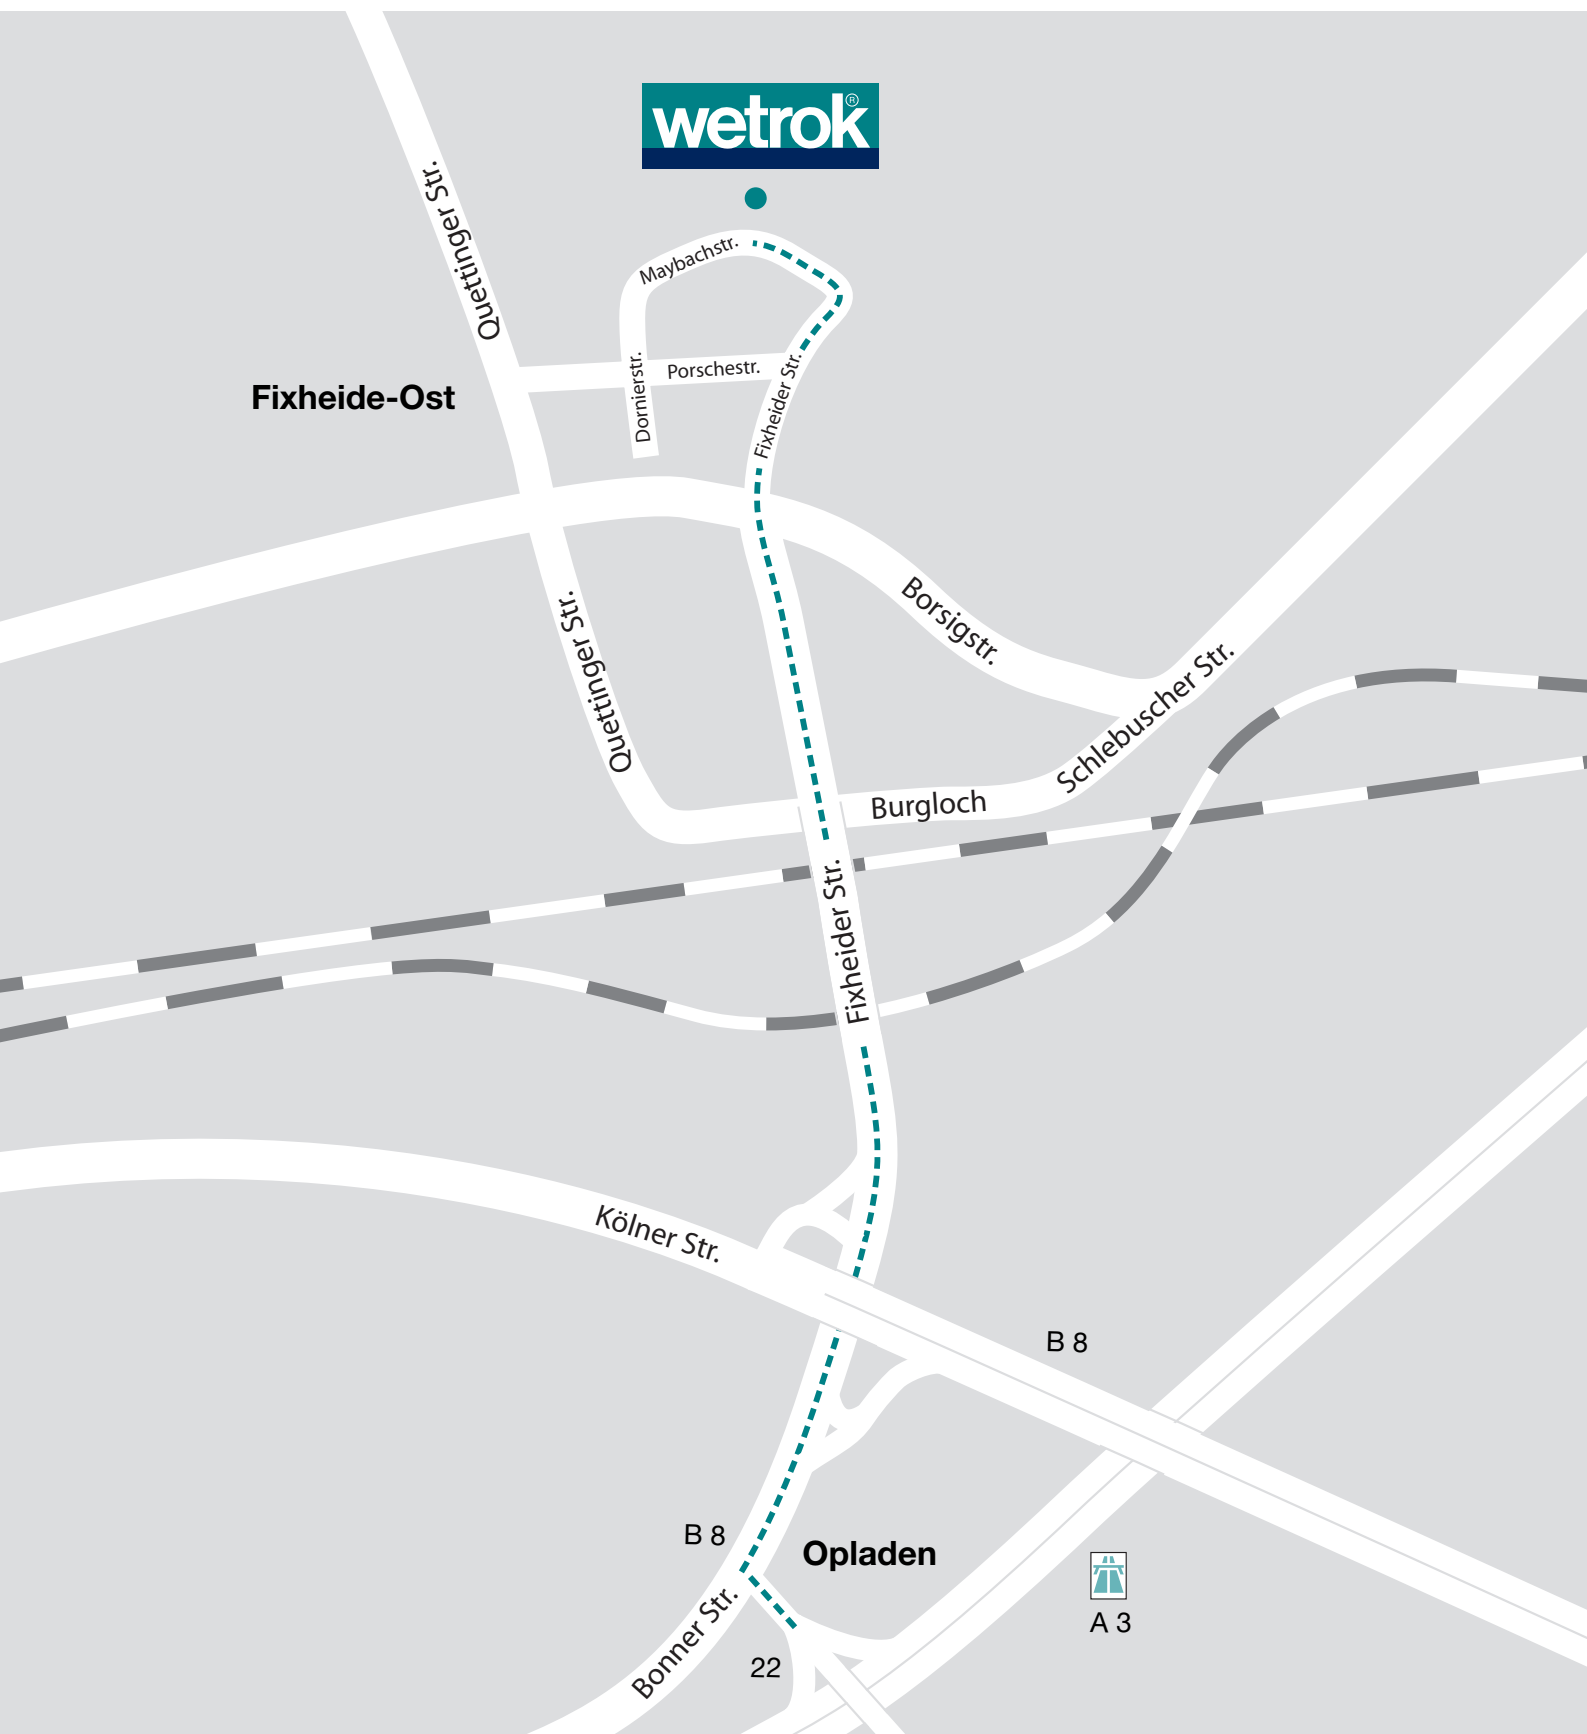 wetrok®
Quettinger Str.
Maybachstr.
Porschestr.
Dornierstr.
Fixheider Str.
Fixheide-Ost
Borsigstr.
Quettinger Str.
Schlebuscher Str.
Burgloch
Fixheider Str.
Kölner Str.
B 8
B 8
Opladen
A 3
Bonner Str.
22